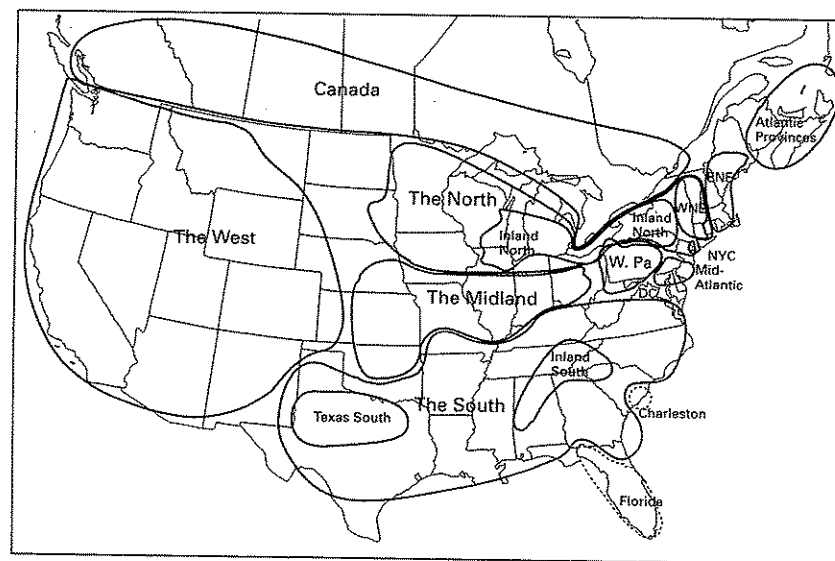 Canada
Atlantic
Provinces
ENE
The North
WNE
Inland
North
The West
Inland
North
NYC
W. Pa
Mid-
Atlantic
DC
The Midland
Inland
South
The South
Texas South
Charleston
Florida